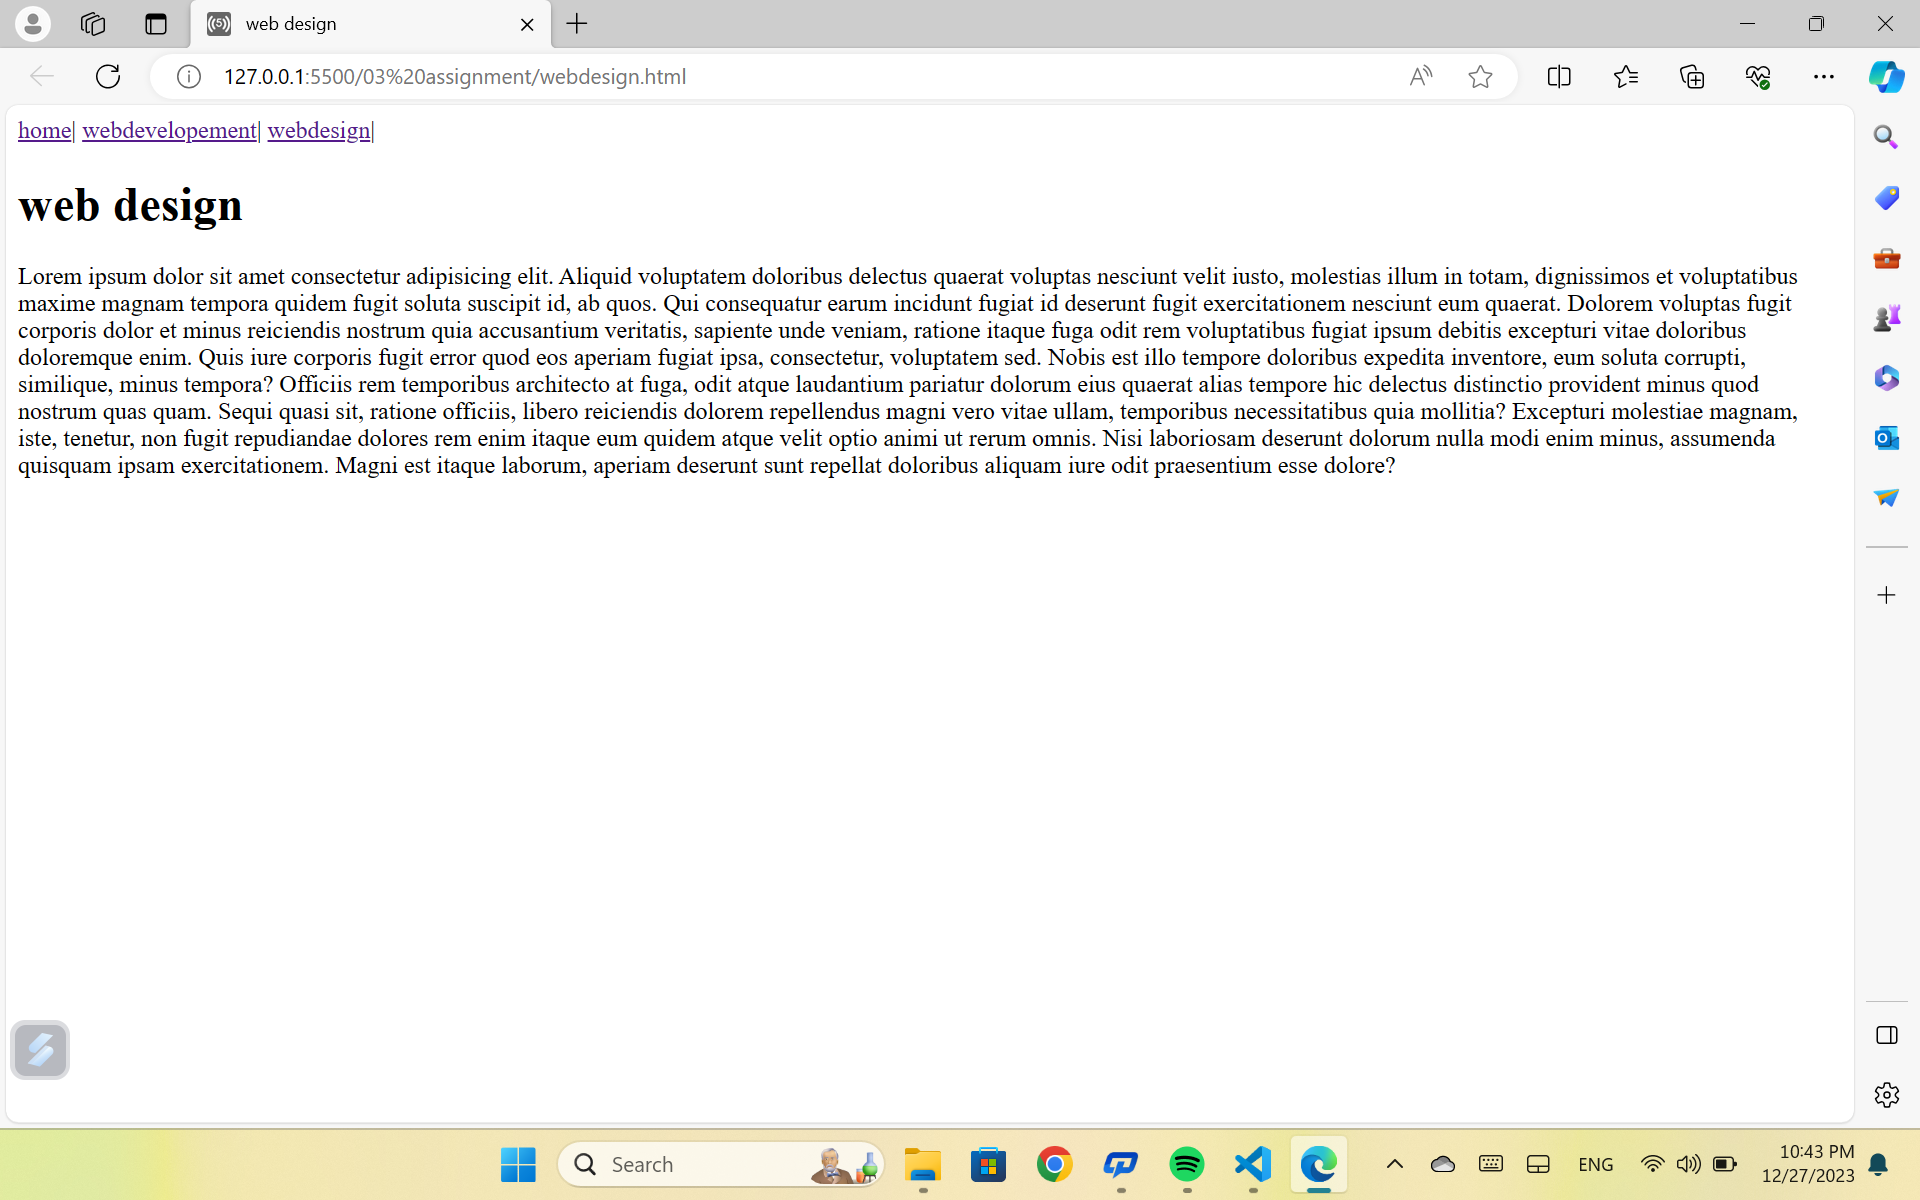 web design
127.0.0.1:5500/03%20assignment/webdesign.html
home| webdevelopement| webdesign|
web design
Lorem ipsum dolor sit amet consectetur adipisicing elit. Aliquid voluptatem doloribus delectus quaerat voluptas nesciunt velit iusto, molestias illum in totam, dignissimos et voluptatibus
maxime magnam tempora quidem fugit soluta suscipit id, ab quos. Qui consequatur earum incidunt fugiat id deserunt fugit exercitationem nesciunt eum quaerat. Dolorem voluptas fugit
corporis dolor et minus reiciendis nostrum quia accusantium veritatis, sapiente unde veniam, ratione itaque fuga odit rem voluptatibus fugiat ipsum debitis excepturi vitae doloribus
doloremque enim. Quis iure corporis fugit error quod eos aperiam fugiat ipsa, consectetur, voluptatem sed. Nobis est illo tempore doloribus expedita inventore, eum soluta corrupti,
similique, minus tempora? Officiis rem temporibus architecto at fuga, odit atque laudantium pariatur dolorum eius quaerat alias tempore hic delectus distinctio provident minus quod
nostrum quas quam. Sequi quasi sit, ratione officiis, libero reiciendis dolorem repellendus magni vero vitae ullam, temporibus necessitatibus quia mollitia? Excepturi molestiae magnam,
iste, tenetur, non fugit repudiandae dolores rem enim itaque eum quidem atque velit optio animi ut rerum omnis. Nisi laboriosam deserunt dolorum nulla modi enim minus, assumenda
quisquam ipsam exercitationem. Magni est itaque laborum, aperiam deserunt sunt repellat doloribus aliquam iure odit praesentium esse dolore?
Search
ENG
10:43 PM
12/27/2023